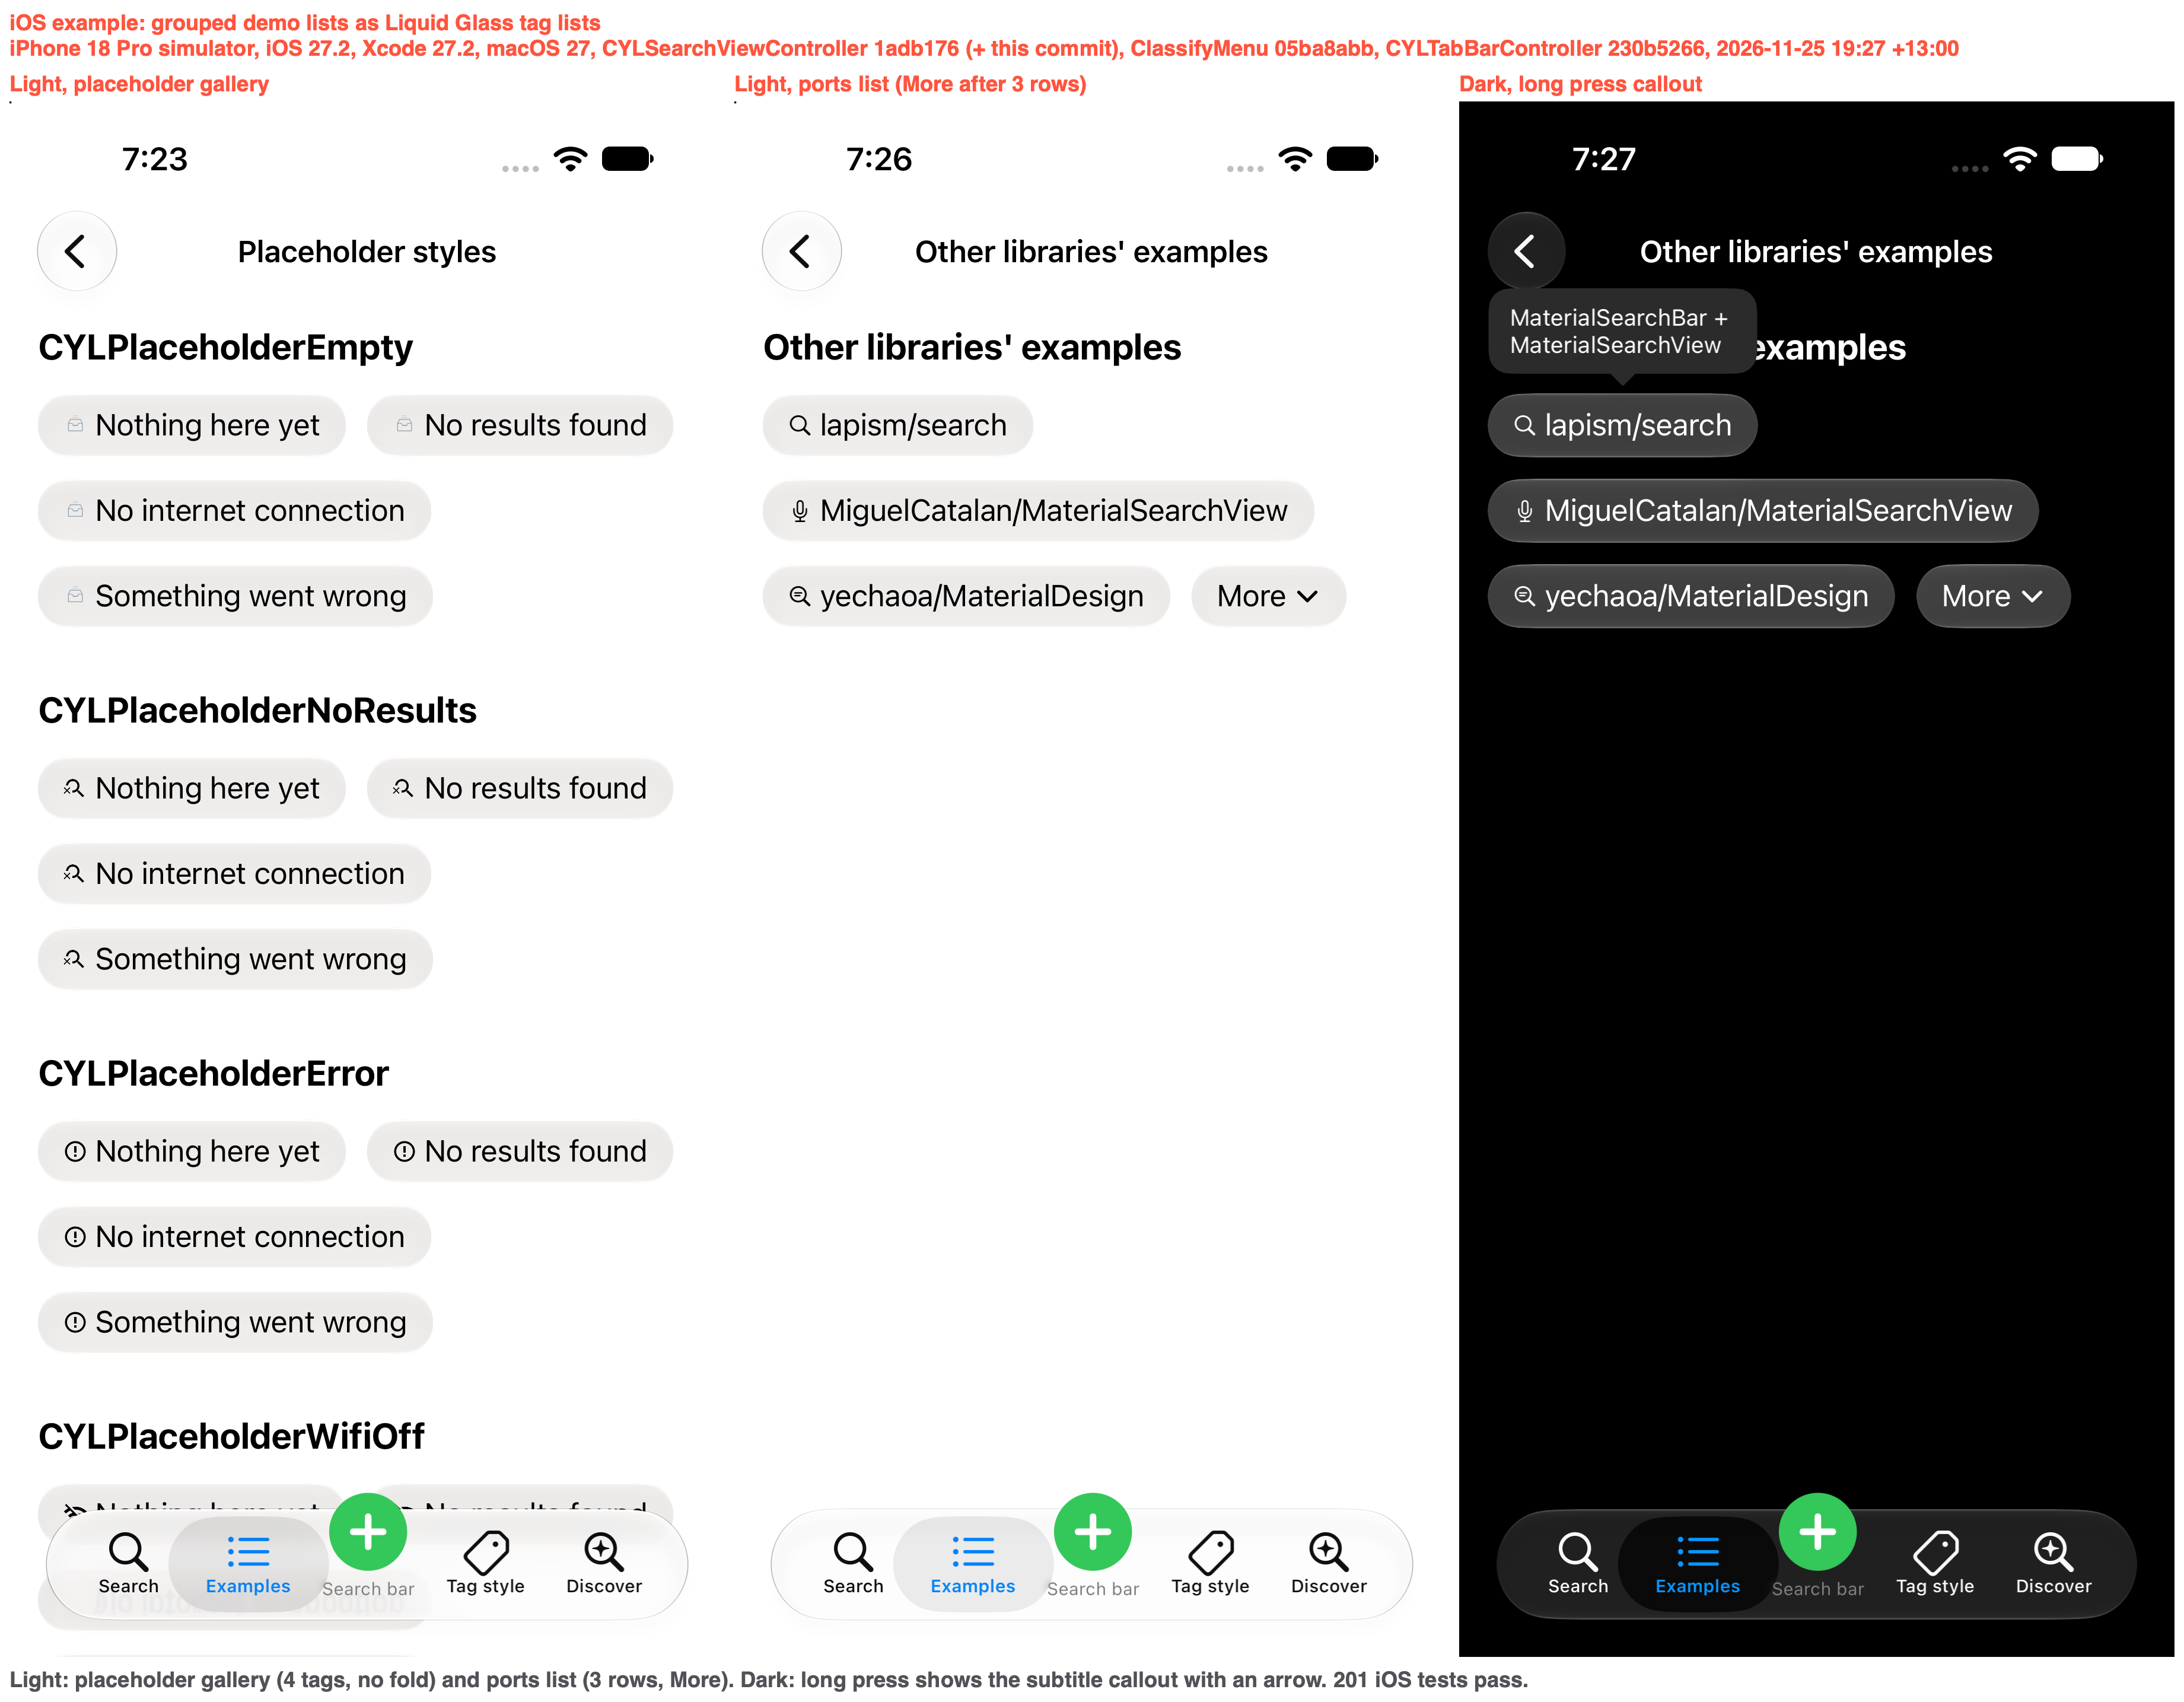 iOS example: grouped demo lists as Liquid Glass tag lists
iPhone 18 Pro simulator, iOS 27.2, Xcode 27.2, macOS 27, CYLSearchViewController 1adb176 (+ this commit), ClassifyMenu 05ba8abb, CYLTabBarController 230b5266, 2026-11-25 19:27 +13:00
Light, placeholder gallery
7:23
Placeholder styles
CYLPlaceholderEmpty
Nothing here yet
No results found
No internet connection
Something went wrong
CYLPlaceholderNoResults
Nothing here yet
No results found
No internet connection
Something went wrong
CYLPlaceholderError
Nothing here yet
No results found
No internet connection
Something went wrong
CYLPlaceholderWifiOff
Nothing here yet
No results found
Search
Examples
Search bar
Tag style
Discover
Light, ports list (More after 3 rows)
7:26
Other libraries' examples
Other libraries' examples
lapism/search
MiguelCatalan/MaterialSearchView
yechaoa/MaterialDesign
More
Search
Examples
Search bar
Tag style
Discover
Dark, long press callout
7:27
Other libraries' examples
MaterialSearchBar +
MaterialSearchView
examples
lapism/search
MiguelCatalan/MaterialSearchView
yechaoa/MaterialDesign
More
Search
Examples
Search bar
Tag style
Discover
Light: placeholder gallery (4 tags, no fold) and ports list (3 rows, More). Dark: long press shows the subtitle callout with an arrow. 201 iOS tests pass.